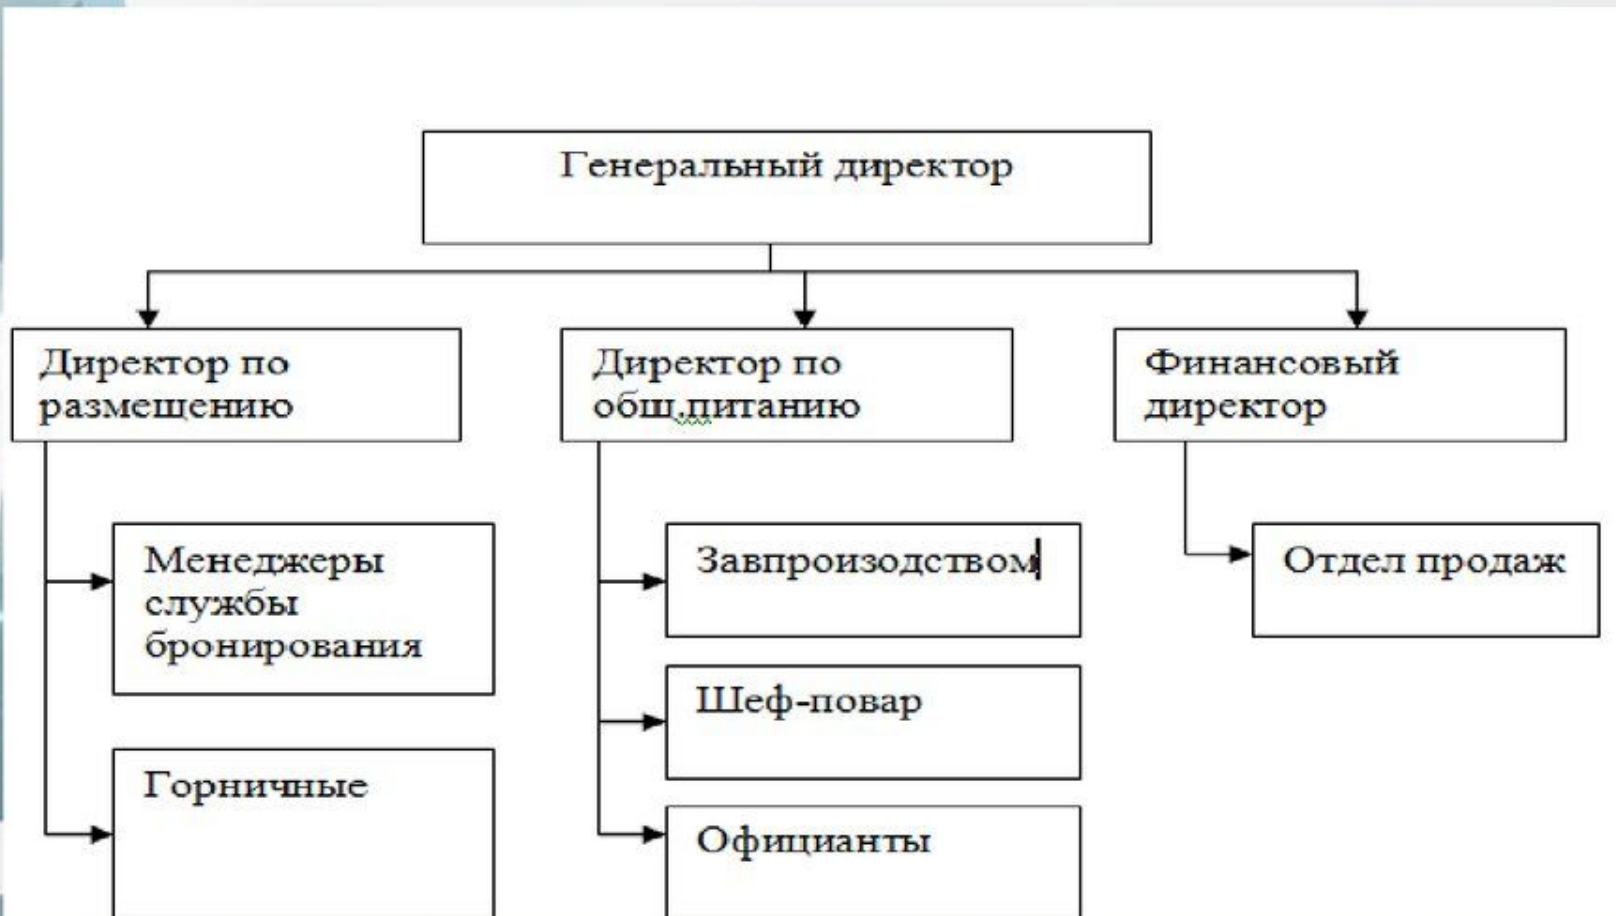 Генеральный директор
Директор по
размещению
Директор по
общ.питанию
Финансовый
директор
Менеджеры
службы
бронирования
Завпроизодством
Отдел продаж
Шеф-повар
Горничные
Официанты